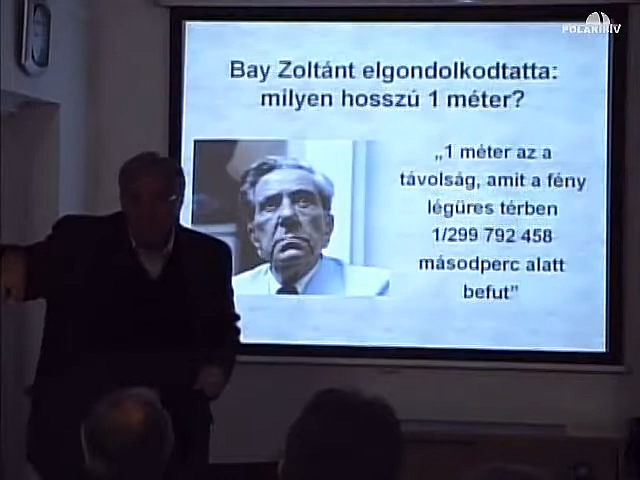 POLARIHIV
Bay Zoltánt elgondolkodtatta:
milyen hosszú 1 méter?
„1 méter az a
távolság, amit a fény
légüres térben
1/299 792 458
másodperc alatt
befut”